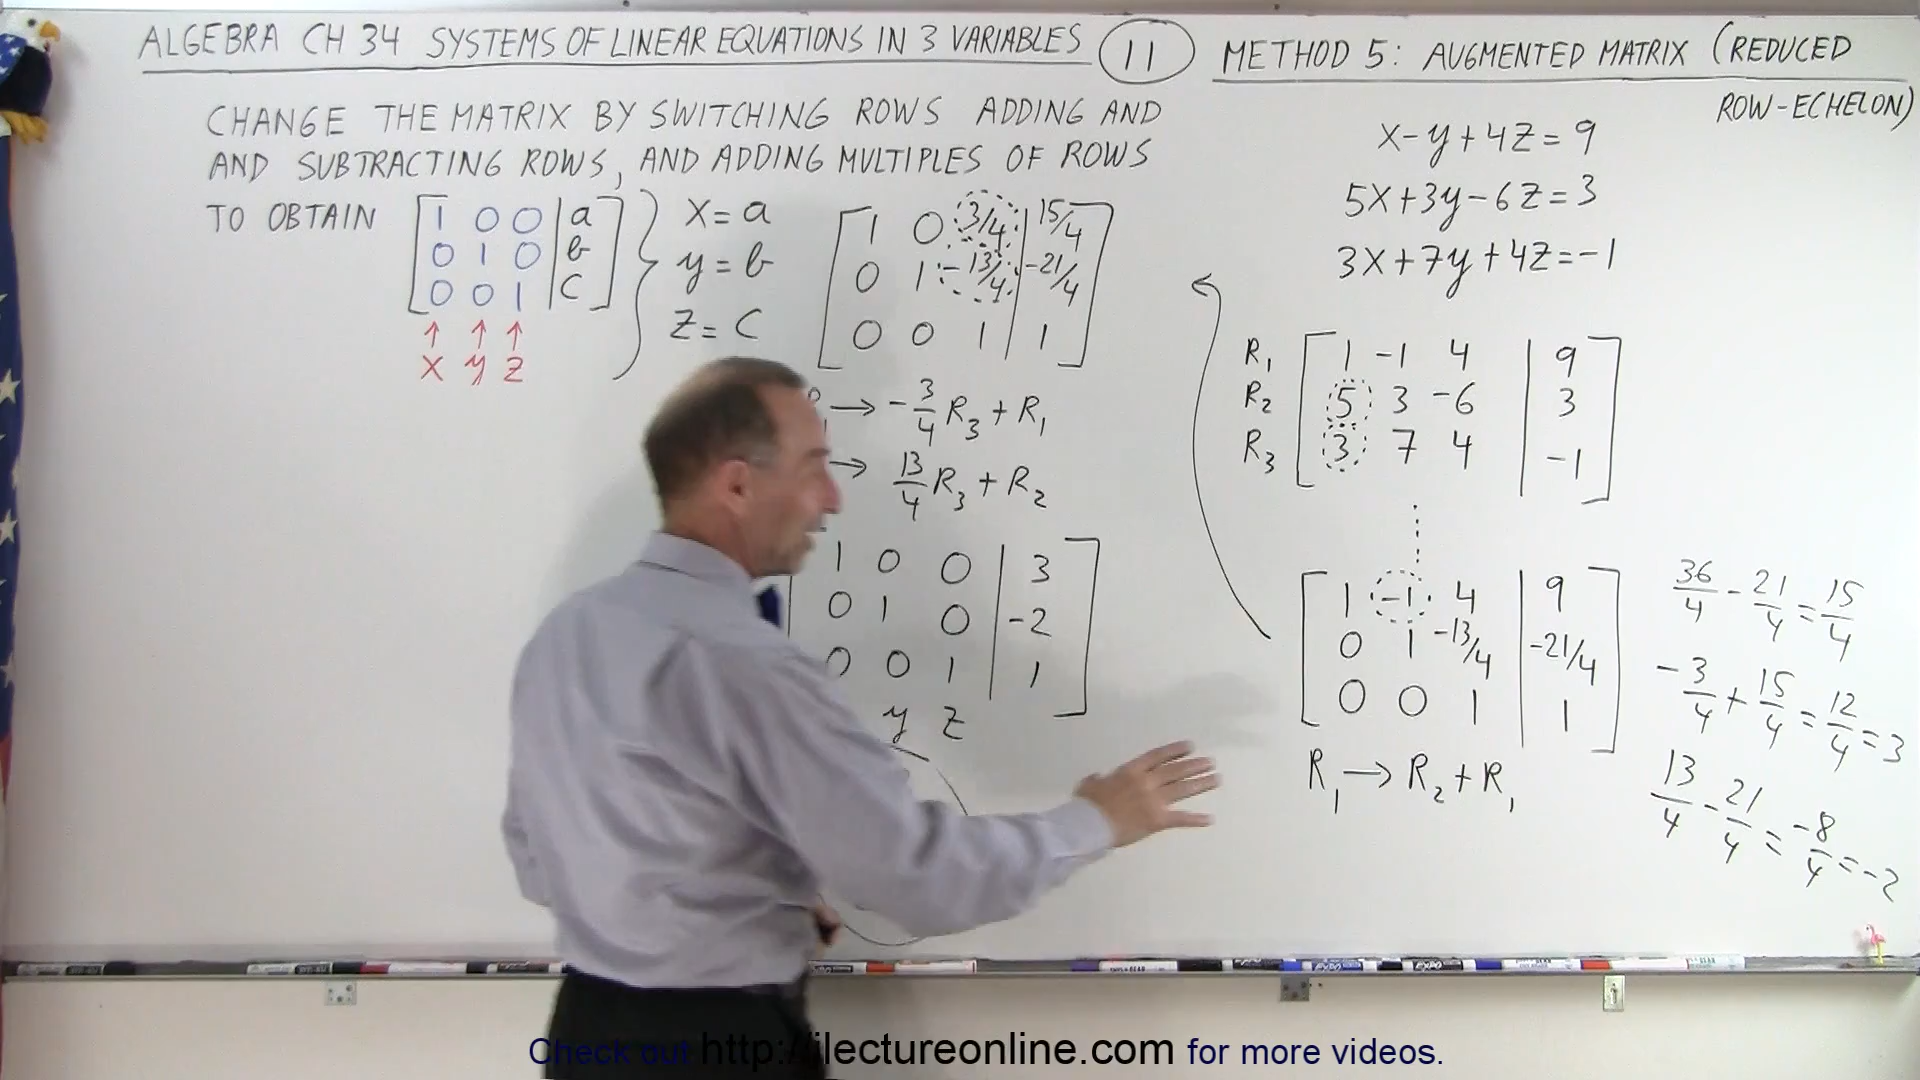 ALGEBRA CH 34 SYSTEMS OF LINEAR EQUATIONS IN 3 VARIABLES 11 METHOD 5: AUGMENTED MATRIX (REDUCED
ROW-ECHELON)
CHANGE THE MATRIX BY SWITCHING ROWS ADDING AND
AND SUBTRACTING ROWS, AND ADDING MULTIPLES OF ROWS
TO OBTAIN
1 0 0 | a
0 1 0 | b
0 0 1 | c
↑ ↑ ↑
x y z
x = a
y = b
z = c
1 0 3/4 | 15/4
0 1 -13/4 | -21/4
0 0 1 | 1
→ -3/4 R3 + R1
→ 13/4 R3 + R2
1 0 0 | 3
0 1 0 | -2
0 0 1 | 1
y z
x - y + 4z = 9
5x + 3y - 6z = 3
3x + 7y + 4z = -1
R1 1 -1 4 | 9
R2 5 3 -6 | 3
R3 3 7 4 | -1
1 -1 4 | 9
0 1 -13/4 | -21/4
0 0 1 | 1
R1 → R2 + R1
36/4 - 21/4 = 15/4
-3/4 + 15/4 = 12/4 = 3
13/4 - 21/4 = -8/4 = -2
Check out http://ilectureonline.com for more videos.